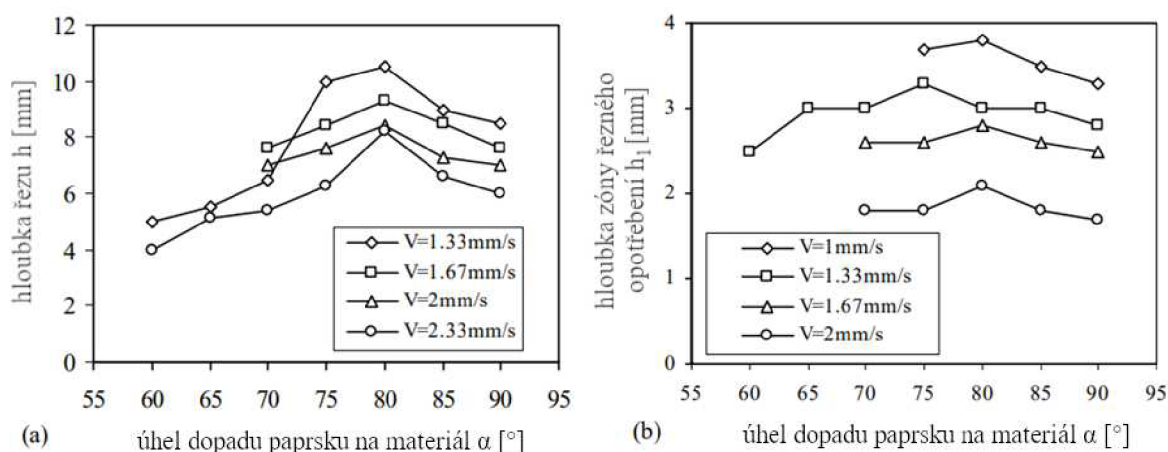 hloubka řezu h [mm]
12
10
8
6
4
2
0
V=1.33mm/s
V=1.67mm/s
V=2mm/s
V=2.33mm/s
55 60 65 70 75 80 85 90 95
(a) úhel dopadu paprsku na materiál α [°]
hloubka zóny řezného
opotřebení h₁ [mm]
4
3
2
1
0
V=1mm/s
V=1.33mm/s
V=1.67mm/s
V=2mm/s
55 60 65 70 75 80 85 90 95
(b) úhel dopadu paprsku na materiál α [°]